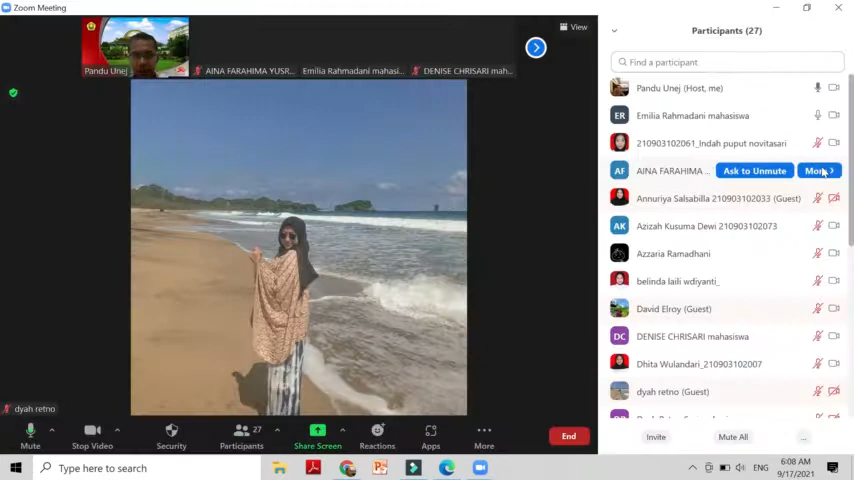 Zoom Meeting
View
Participants (27)
Pandu Unej
AINA FARAHIMA YUSR...
Emilia Rahmadani mahasi...
DENISE CHRISARI mah...
Find a participant
Pandu Unej (Host, me)
ER
Emilia Rahmadani mahasiswa
210903102061_Indah puput novitasari
AF
AINA FARAHIMA ...
Ask to Unmute
More >
Annuriya Salsabilla 210903102033 (Guest)
AK
Azizah Kusuma Dewi 210903102073
Azzaria Ramadhani
belinda laili wdiyanti_
David Elroy (Guest)
DC
DENISE CHRISARI mahasiswa
Dhita Wulandari_210903102007
dyah retno (Guest)
dyah retno
27
Mute
Stop Video
Security
Participants
Share Screen
Reactions
Apps
More
End
Invite
Mute All
...
Type here to search
ENG
6:08 AM
9/17/2021